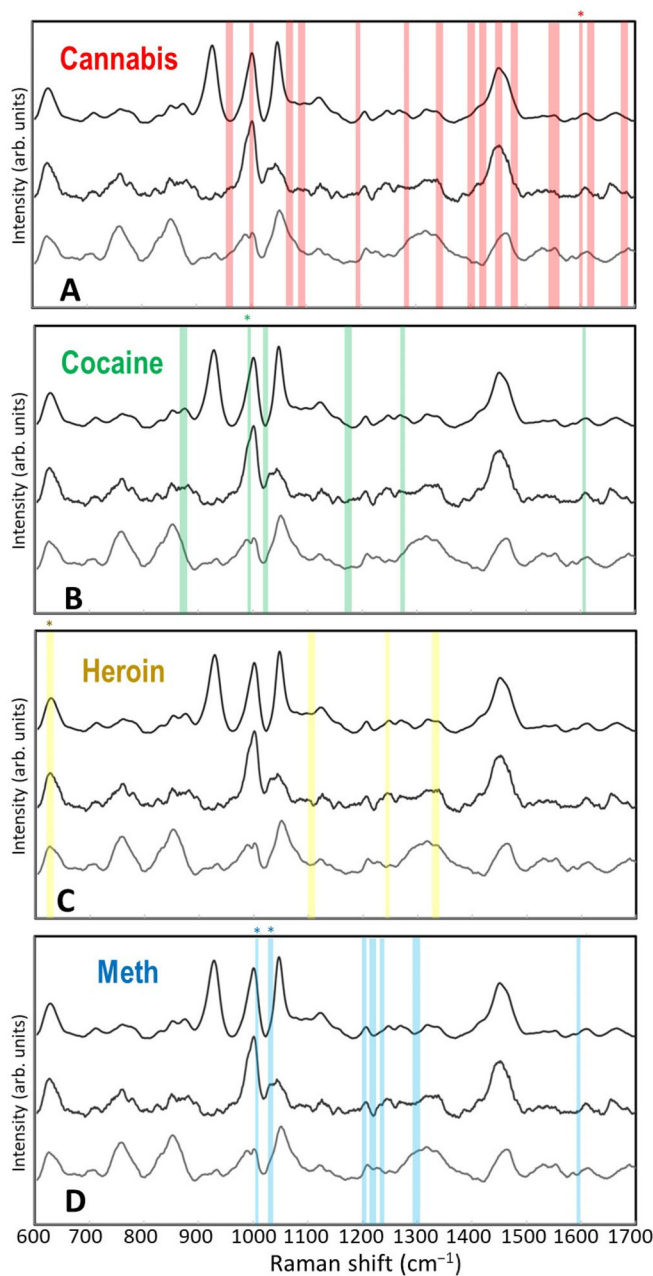 *
Cannabis
Intensity (arb. units)
A
*
Cocaine
Intensity (arb. units)
B
*
Heroin
Intensity (arb. units)
C
* *
Meth
Intensity (arb. units)
D
600 700 800 900 1000 1100 1200 1300 1400 1500 1600 1700
Raman shift (cm⁻¹)